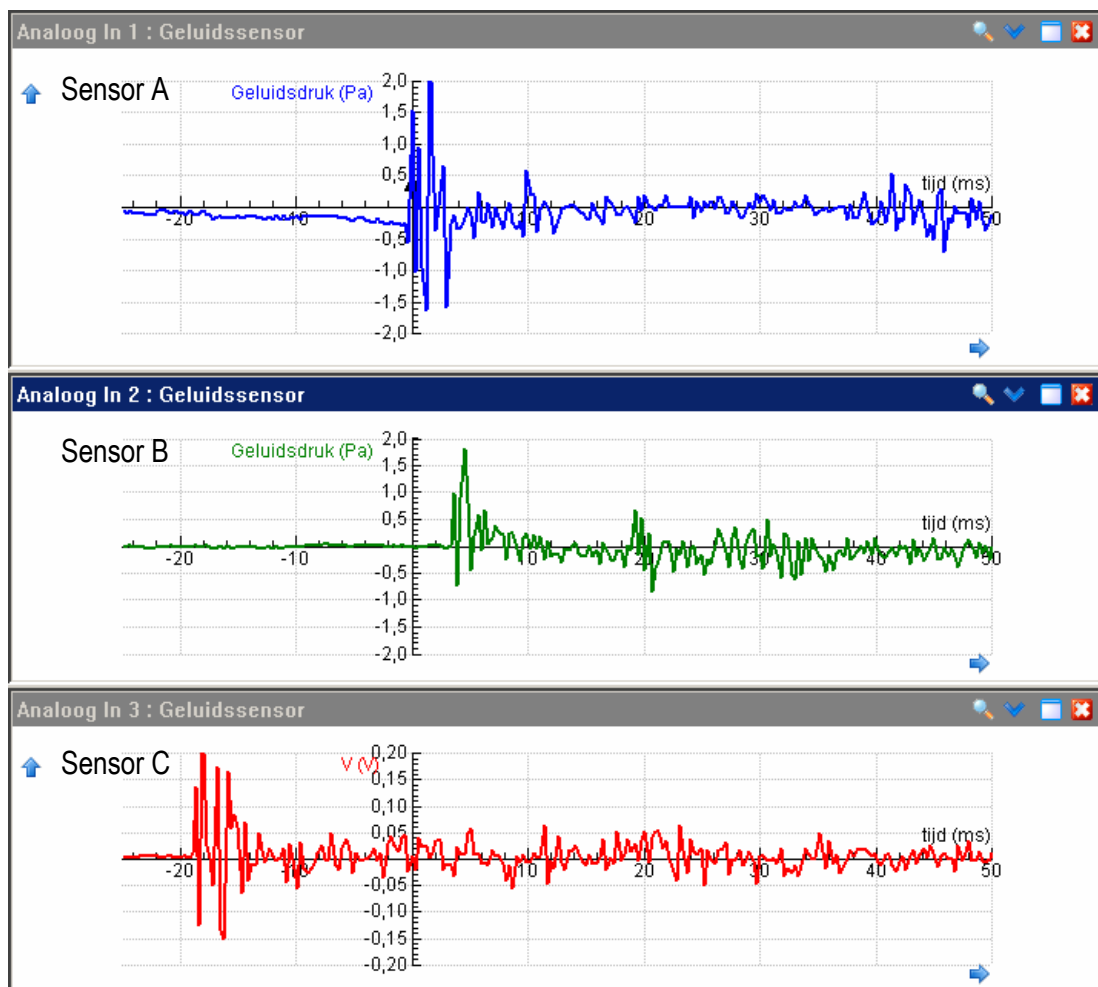 Analoog In 1 : Geluidssensor
Sensor A
Geluidsdruk (Pa)
2,0
1,5
1,0
0,5
tijd (ms)
-20 -10 10 20 30 40 50
-0,5
-1,0
-1,5
-2,0
Analoog In 2 : Geluidssensor
Sensor B
Geluidsdruk (Pa)
2,0
1,5
1,0
0,5
tijd (ms)
-20 -10 10 20 30 40 50
-0,5
-1,0
-1,5
-2,0
Analoog In 3 : Geluidssensor
Sensor C
V (V)
0,20
0,15
0,10
0,05
tijd (ms)
-20 -10 10 20 30 40 50
-0,05
-0,10
-0,15
-0,20